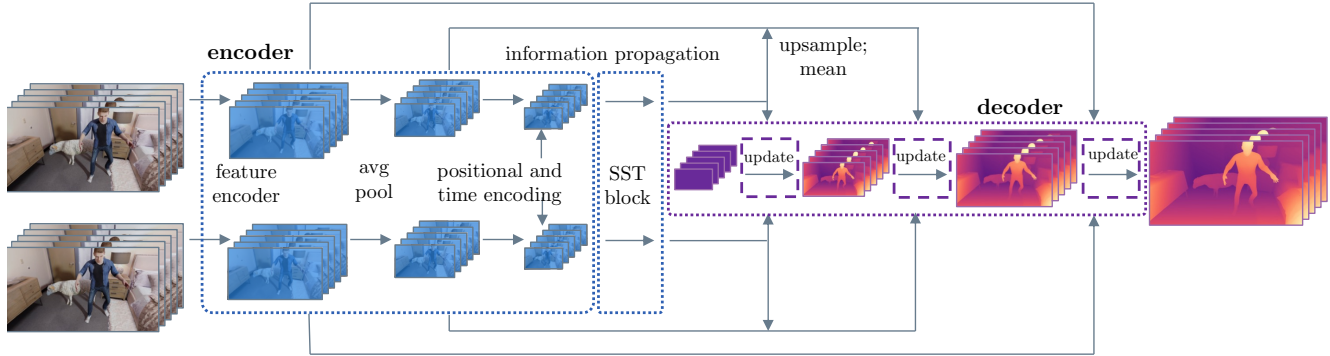 encoder
information propagation
upsample;
mean
decoder
update
update
update
feature
encoder
avg
pool
positional and
time encoding
SST
block